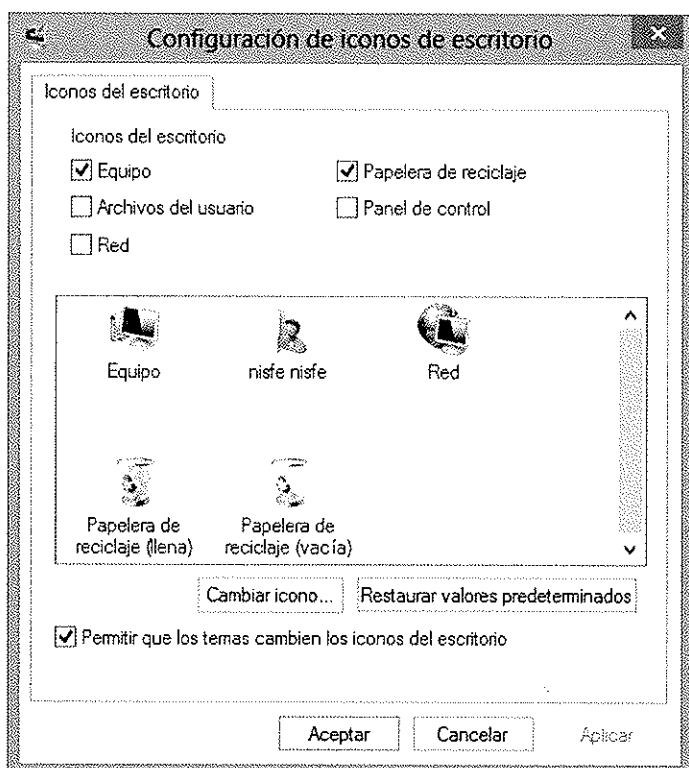 Configuración de iconos de escritorio
Iconos del escritorio
Iconos del escritorio
Equipo
Papelera de reciclaje
Archivos del usuario
Panel de control
Red
Equipo
nisfe nisfe
Red
Papelera de reciclaje (llena)
Papelera de reciclaje (vacía)
Cambiar icono...
Restaurar valores predeterminados
Permitir que los temas cambien los iconos del escritorio
Aceptar
Cancelar
Aplicar